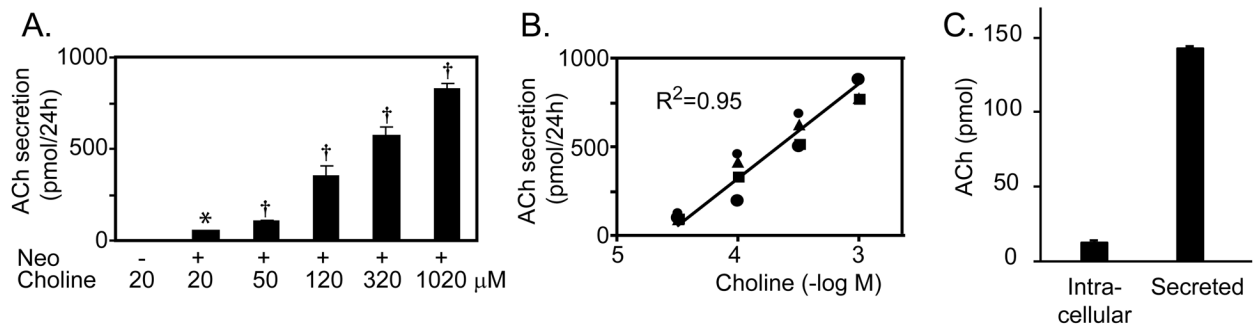 A.
ACh secretion
(pmol/24h)
1000
500
0
*
†
†
†
†
Neo - + + + + +
Choline 20 20 50 120 320 1020 μM
B.
ACh secretion
(pmol/24h)
1000
500
0
R²=0.95
5 4 3
Choline (-log M)
C.
ACh (pmol)
150
100
50
0
Intra-
cellular
Secreted